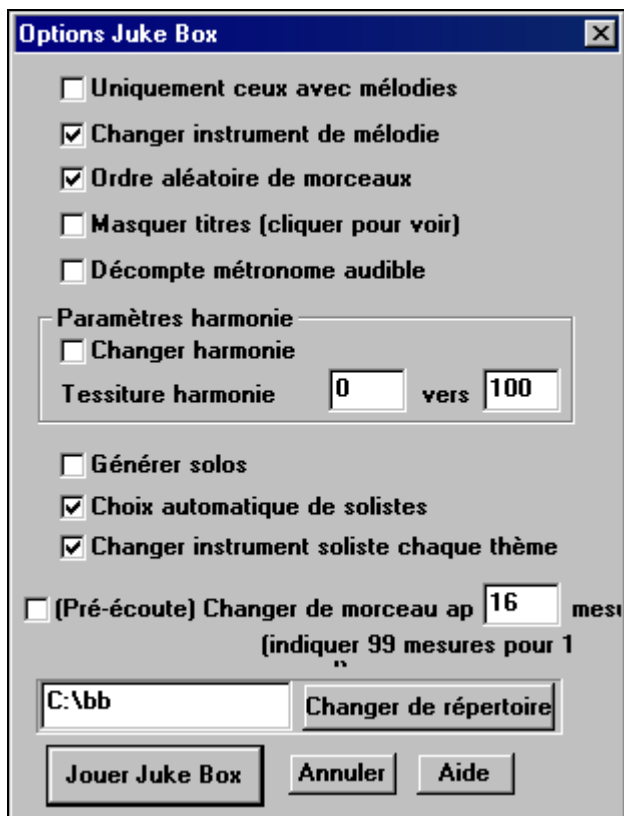 Options Juke Box
Uniquement ceux avec mélodies
Changer instrument de mélodie
Ordre aléatoire de morceaux
Masquer titres (cliquer pour voir)
Décompte métronome audible
Paramètres harmonie
Changer harmonie
Tessiture harmonie 0 vers 100
Générer solos
Choix automatique de solistes
Changer instrument soliste chaque thème
(Pré-écoute) Changer de morceau ap 16 mesu
(indiquer 99 mesures pour 1
C:\bb Changer de répertoire
Jouer Juke Box Annuler Aide